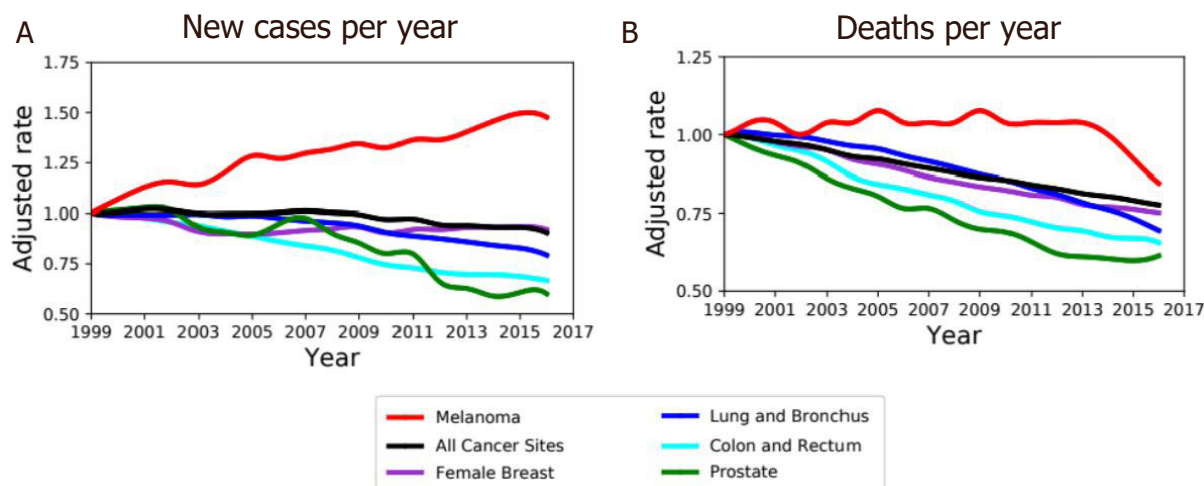 A
New cases per year
1.75
1.50
1.25
1.00
0.75
0.50
Adjusted rate
1999 2001 2003 2005 2007 2009 2011 2013 2015 2017
Year
B
Deaths per year
1.25
1.00
0.75
0.50
Adjusted rate
1999 2001 2003 2005 2007 2009 2011 2013 2015 2017
Year
Melanoma
All Cancer Sites
Female Breast
Lung and Bronchus
Colon and Rectum
Prostate